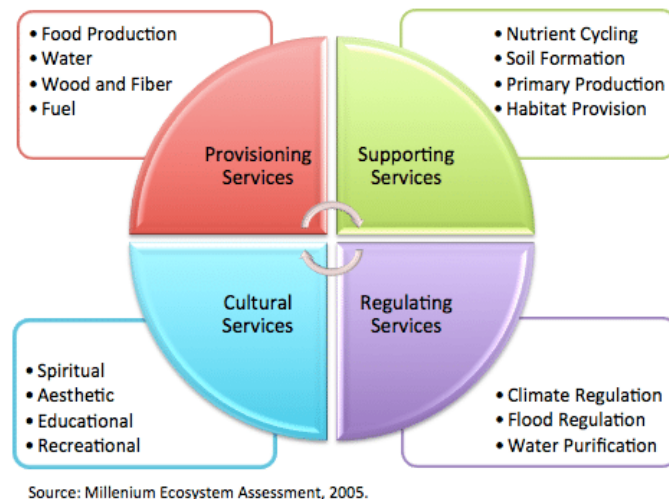 • Food Production
• Water
• Wood and Fiber
• Fuel
• Nutrient Cycling
• Soil Formation
• Primary Production
• Habitat Provision
Provisioning
Services
Supporting
Services
Cultural
Services
Regulating
Services
• Spiritual
• Aesthetic
• Educational
• Recreational
• Climate Regulation
• Flood Regulation
• Water Purification
Source: Millenium Ecosystem Assessment, 2005.